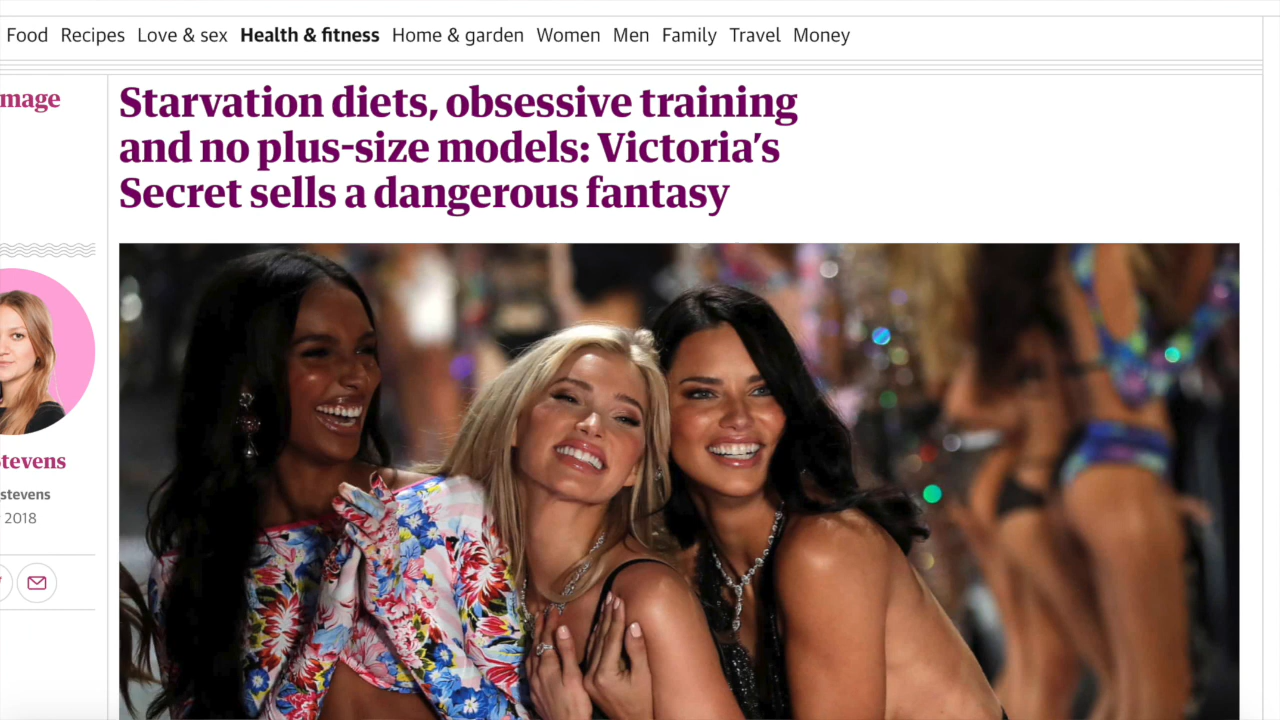 Food Recipes Love & sex Health & fitness Home & garden Women Men Family Travel Money
mage
Starvation diets, obsessive training
and no plus-size models: Victoria’s
Secret sells a dangerous fantasy
Stevens
stevens
2018